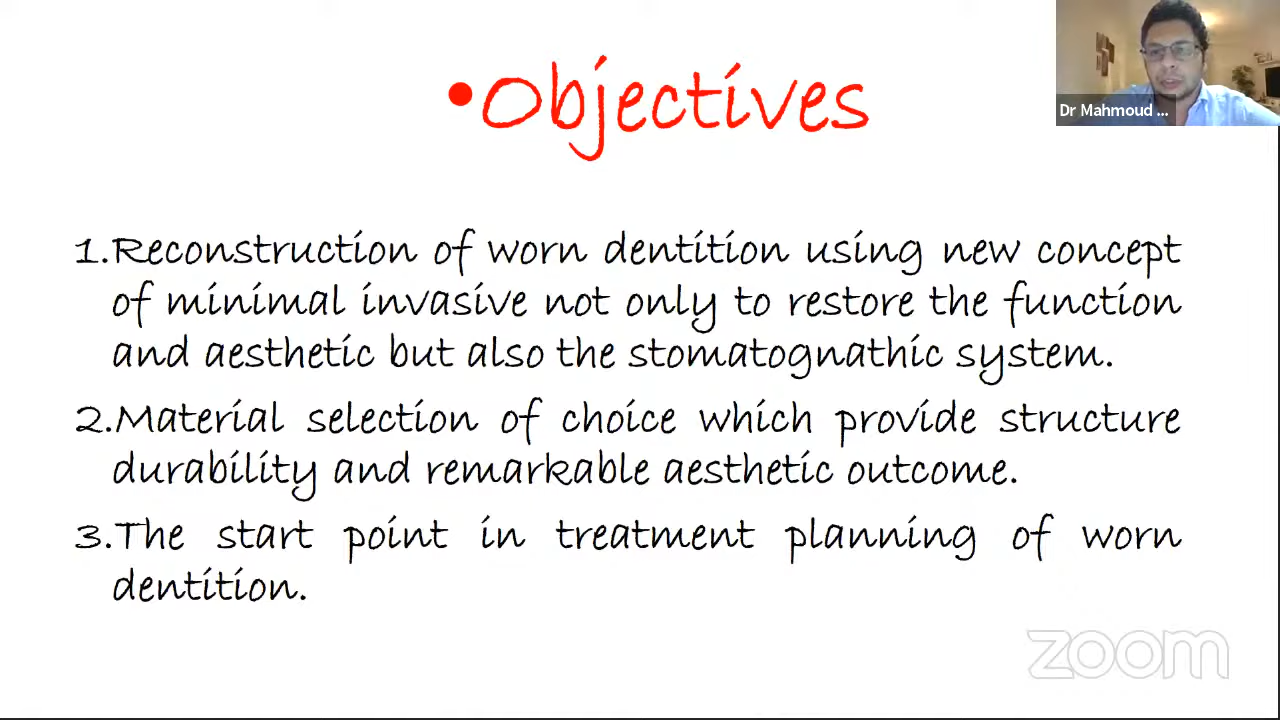 •Objectives
Dr Mahmoud ...
1.Reconstruction of worn dentition using new concept
of minimal invasive not only to restore the function
and aesthetic but also the stomatognathic system.
2.Material selection of choice which provide structure
durability and remarkable aesthetic outcome.
3.The start point in treatment planning of worn
dentition.
zoom